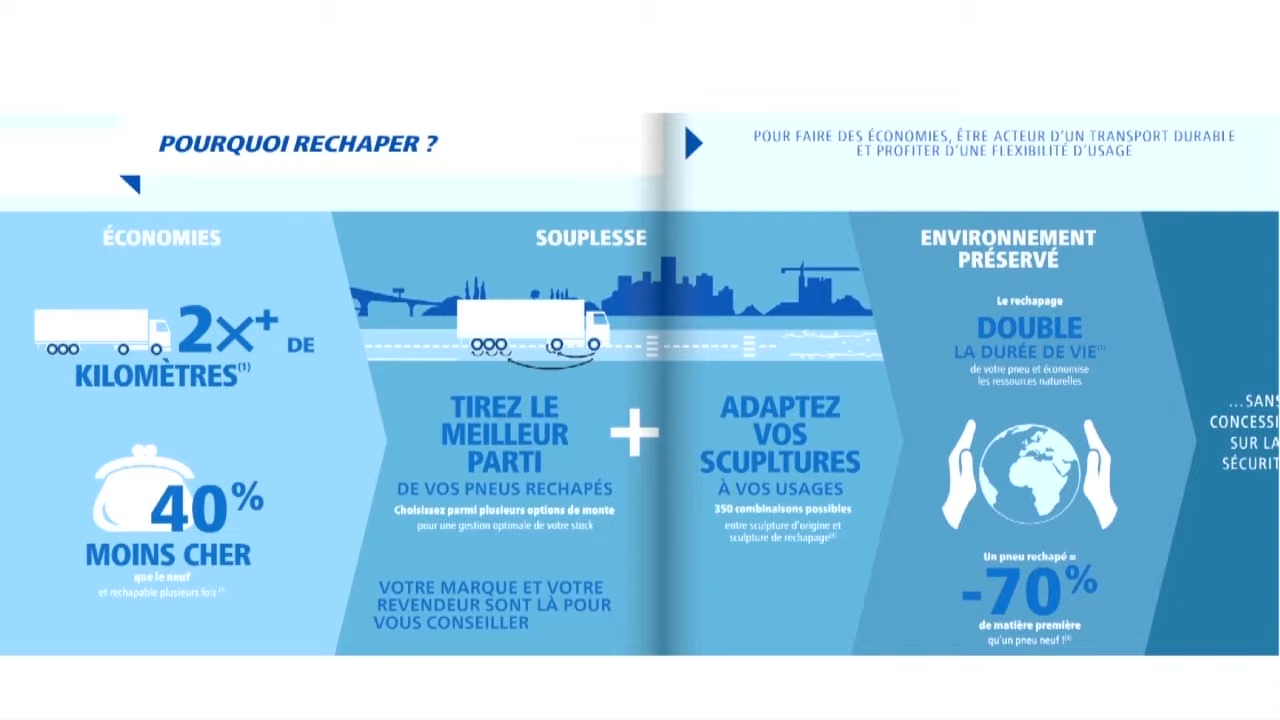 POURQUOI RECHAPER ?
POUR FAIRE DES ÉCONOMIES, ÊTRE ACTEUR D'UN TRANSPORT DURABLE
ET PROFITER D'UNE FLEXIBILITÉ D'USAGE
ÉCONOMIES
2x+ DE
KILOMÈTRES(1)
40%
MOINS CHER
que le neuf
et rechapable plusieurs fois
SOUPLESSE
TIREZ LE
MEILLEUR
PARTI
DE VOS PNEUS RECHAPÉS
Choisissez parmi plusieurs options de monte
pour une gestion optimale de votre stock
VOTRE MARQUE ET VOTRE
REVENDEUR SONT LÀ POUR
VOUS CONSEILLER
+
ADAPTEZ
VOS
SCUPLTURES
À VOS USAGES
350 combinaisons possibles
entre sculpture d'origine et
sculpture de rechapage(2)
ENVIRONNEMENT
PRÉSERVÉ
Le rechapage
DOUBLE
LA DURÉE DE VIE(1)
de votre pneu et économise
les ressources naturelles
Un pneu rechapé =
-70%
de matière première
qu'un pneu neuf !(3)
...SANS
CONCESSI
SUR LA
SÉCURIT